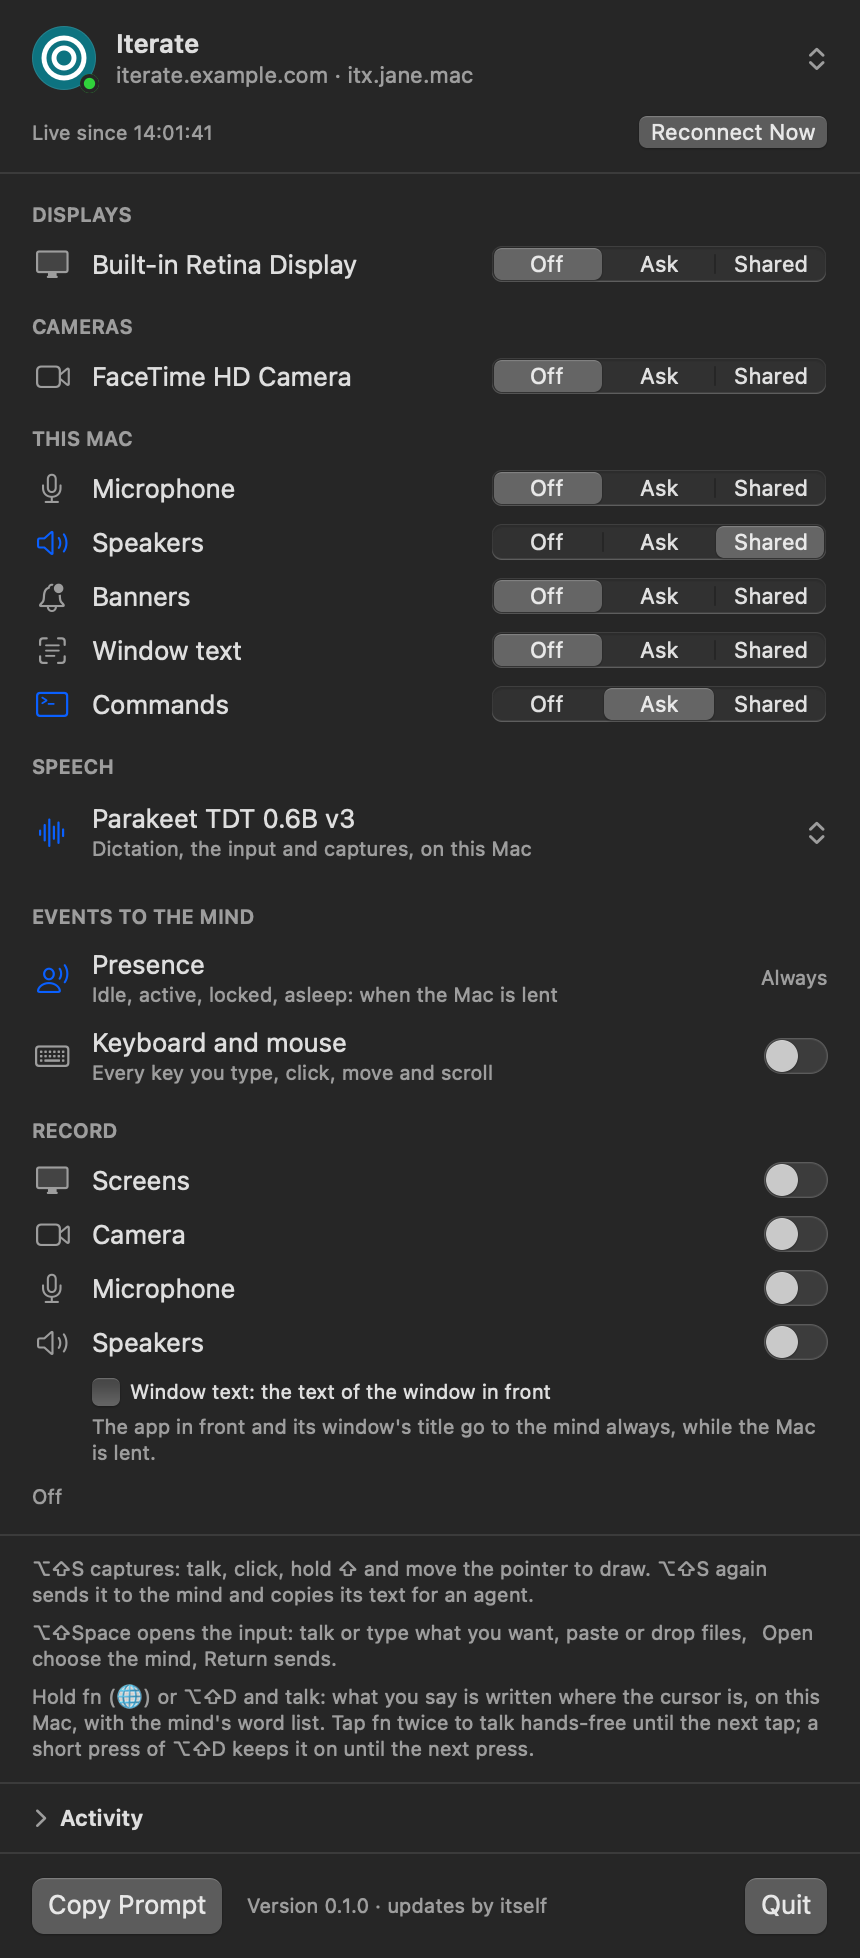 Iterate
iterate.example.com · itx.jane.mac
Live since 14:01:41
Reconnect Now
DISPLAYS
Built-in Retina Display Off Ask Shared
CAMERAS
FaceTime HD Camera Off Ask Shared
THIS MAC
Microphone Off Ask Shared
Speakers Off Ask Shared
Banners Off Ask Shared
Window text Off Ask Shared
Commands Off Ask Shared
SPEECH
Parakeet TDT 0.6B v3
Dictation, the input and captures, on this Mac
EVENTS TO THE MIND
Presence
Idle, active, locked, asleep: when the Mac is lent
Always
Keyboard and mouse
Every key you type, click, move and scroll
RECORD
Screens
Camera
Microphone
Speakers
Window text: the text of the window in front
The app in front and its window's title go to the mind always, while the Mac
is lent.
Off
⌥⇧S captures: talk, click, hold ⇧ and move the pointer to draw. ⌥⇧S again
sends it to the mind and copies its text for an agent.
⌥⇧Space opens the input: talk or type what you want, paste or drop files,
choose the mind, Return sends.
Open
Hold fn (🌐) or ⌥⇧D and talk: what you say is written where the cursor is, on this
Mac, with the mind's word list. Tap fn twice to talk hands-free until the next tap; a
short press of ⌥⇧D keeps it on until the next press.
Activity
Copy Prompt
Version 0.1.0 · updates by itself
Quit